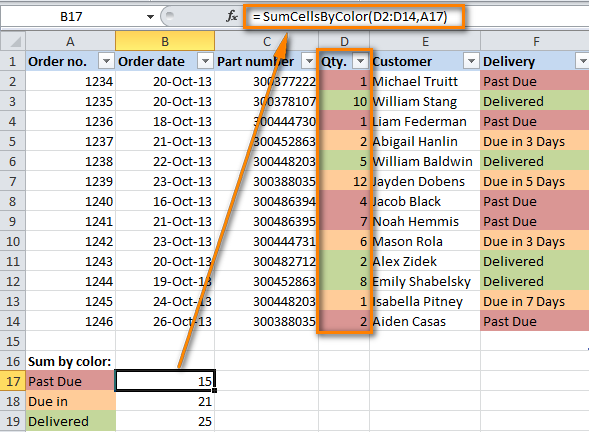 B17 fx = SumCellsByColor(D2:D14,A17)
A B C D E F
1 Order no. Order date Part number Qty. Customer Delivery
2 1234 20-Oct-13 300377222 1 Michael Truitt Past Due
3 1235 20-Oct-13 300378107 10 William Stang Delivered
4 1236 18-Oct-13 300444730 1 Liam Federman Past Due
5 1237 21-Oct-13 300452863 2 Abigail Hanlin Due in 3 Days
6 1238 22-Oct-13 300448203 5 William Baldwin Delivered
7 1239 23-Oct-13 300388035 12 Jayden Dobens Due in 5 Days
8 1240 16-Oct-13 300486394 4 Jacob Black Past Due
9 1241 21-Oct-13 300486395 7 Noah Hemmis Past Due
10 1242 23-Oct-13 300444731 6 Mason Rola Due in 3 Days
11 1243 20-Oct-13 300482712 2 Alex Zidek Delivered
12 1244 19-Oct-13 300452863 8 Emily Shabelsky Delivered
13 1245 24-Oct-13 300448203 1 Isabella Pitney Due in 7 Days
14 1246 26-Oct-13 300388035 2 Aiden Casas Past Due
15
16 Sum by color:
17 Past Due 15
18 Due in 21
19 Delivered 25